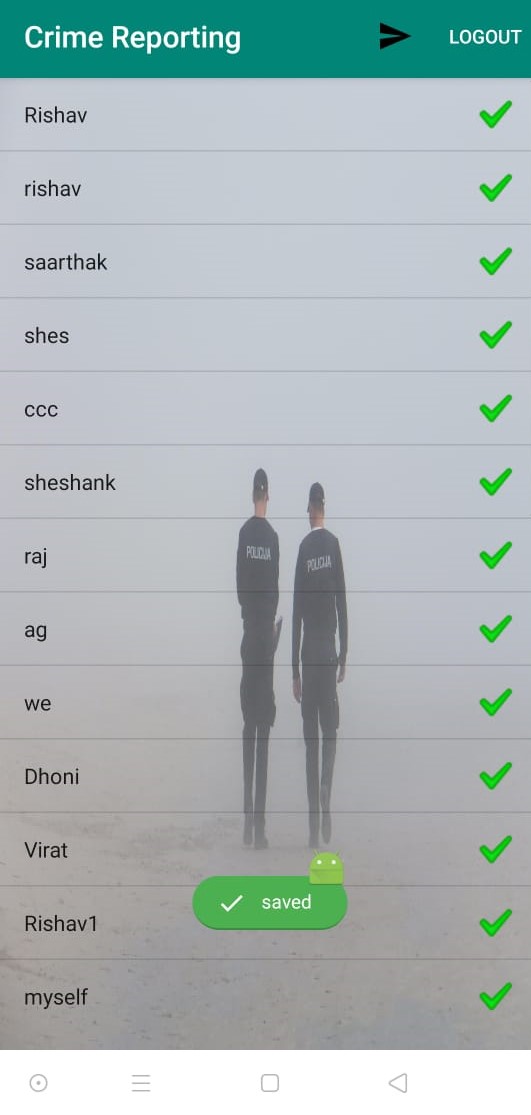 Crime Reporting
LOGOUT
Rishav
rishav
saarthak
shes
ccc
sheshank
POLICIJA
POLICIJA
raj
ag
we
Dhoni
Virat
saved
Rishav1
myself